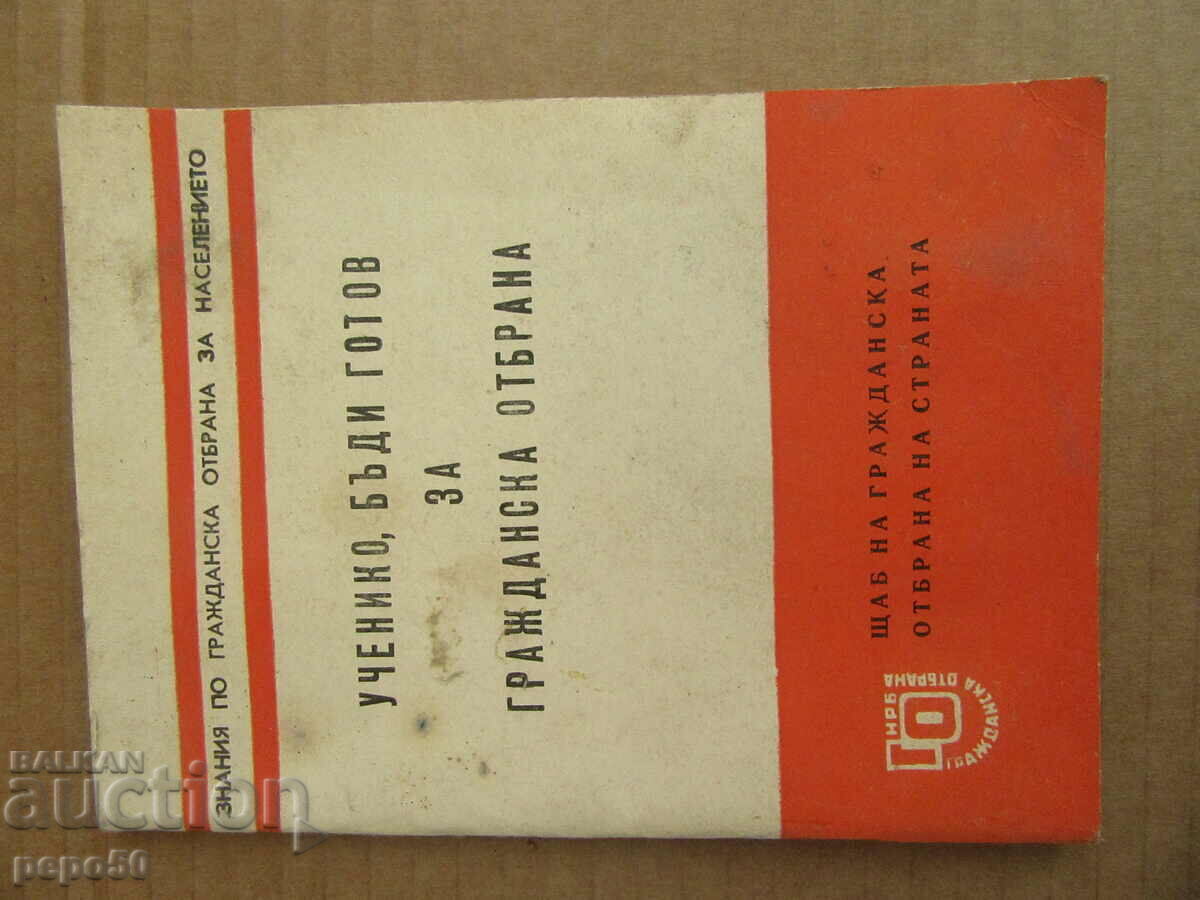 ЗНАНИЯ ПО ГРАЖДАНСКА ОТБРАНА ЗА НАСЕЛЕНИЕТО
УЧЕНИКО, БЪДИ ГОТОВ
ЗА
ГРАЖДАНСКА ОТБРАНА
ЩАБ НА ГРАЖДАНСКА
ОТБРАНА НА СТРАНАТА
ГО
НРБ
ГРАЖДАНСКА ОТБРАНА
BALKAN
auction
pepo50